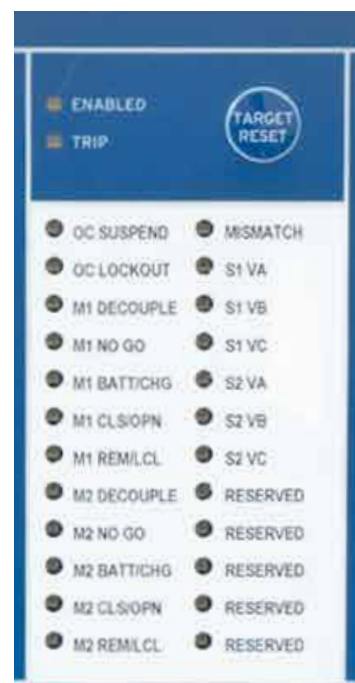 ENABLED
TRIP
TARGET
RESET
OC SUSPEND
OC LOCKOUT
M1 DECOUPLE
M1 NO GO
M1 BATT/CHG
M1 CLS/OPN
M1 REM/LCL
M2 DECOUPLE
M2 NO GO
M2 BATT/CHG
M2 CLS/OPN
M2 REM/LCL
MISMATCH
S1 VA
S1 VB
S1 VC
S2 VA
S2 VB
S2 VC
RESERVED
RESERVED
RESERVED
RESERVED
RESERVED